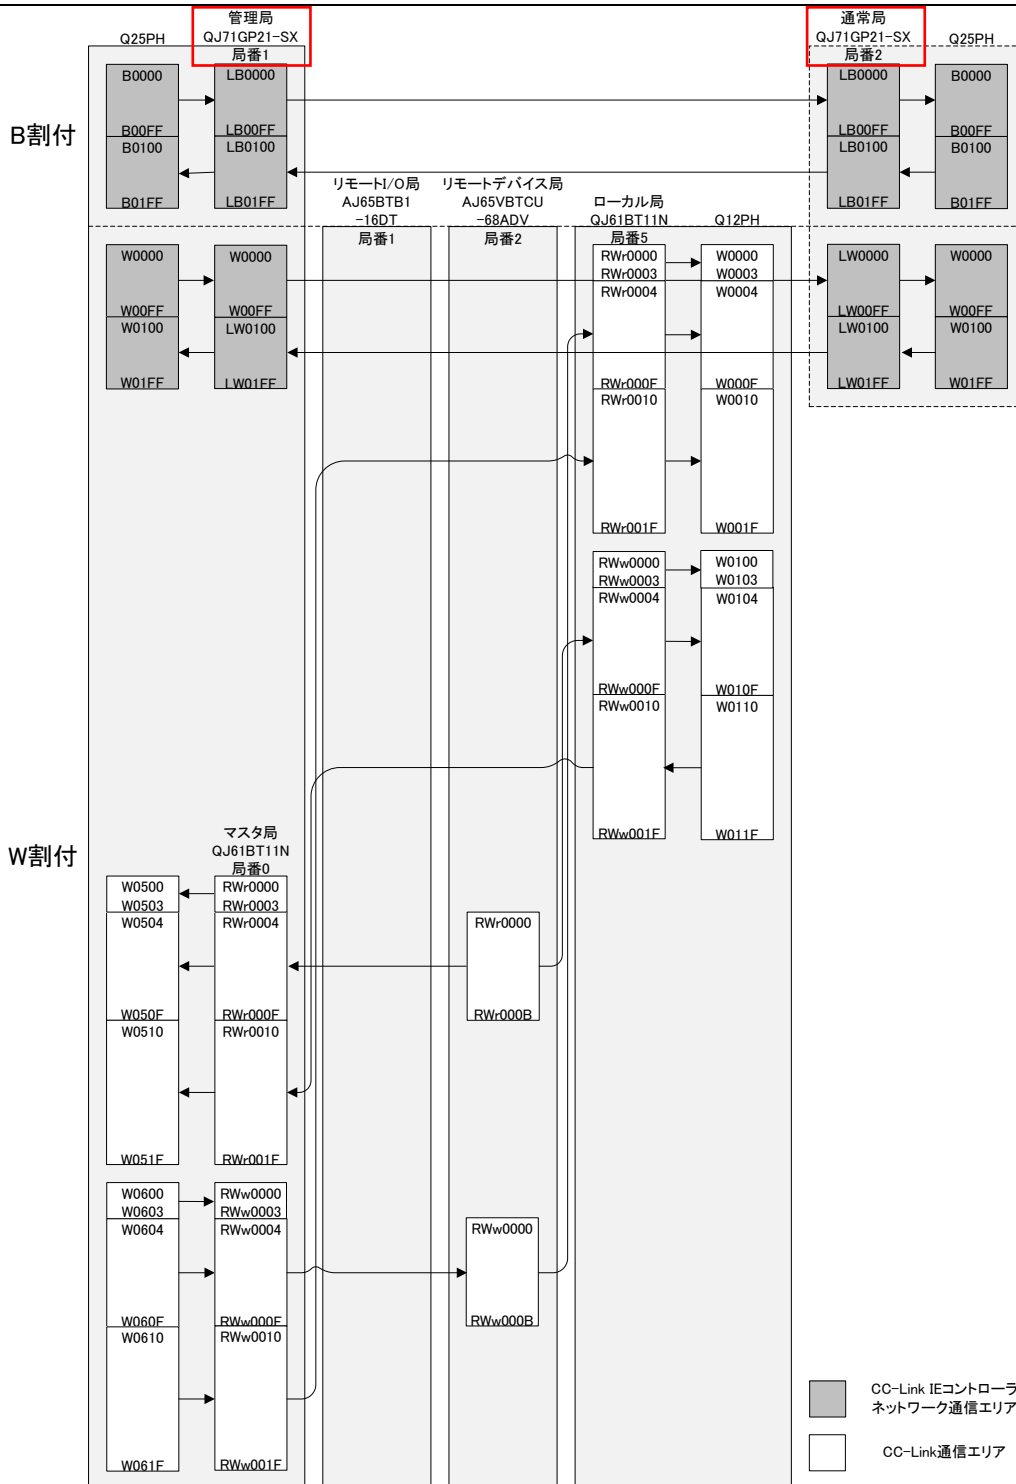 管理局
QJ71GP21-SX
局番1
Q25PH
通常局
QJ71GP21-SX
局番2
Q25PH
B割付
B0000
B00FF
B0100
B01FF
LB0000
LB00FF
LB0100
LB01FF
LB0000
LB00FF
LB0100
LB01FF
B0000
B00FF
B0100
B01FF
リモートI/O局
AJ65BTB1
-16DT
局番1
リモートデバイス局
AJ65VBTCU
-68ADV
局番2
ローカル局
QJ61BT11N
局番5
Q12PH
W0000
W00FF
W0100
W01FF
W0000
W00FF
LW0100
LW01FF
RWr0000
RWr0003
RWr0004
RWr000F
RWr0010
RWr001F
W0000
W0003
W0004
W000F
W0010
W001F
LW0000
LW00FF
LW0100
LW01FF
W0000
W00FF
W0100
W01FF
RWw0000
RWw0003
RWw0004
RWw000F
RWw0010
RWw001F
W0100
W0103
W0104
W010F
W0110
W011F
W割付
マスタ局
QJ61BT11N
局番0
W0500
W0503
W0504
W050F
W0510
W051F
RWr0000
RWr0003
RWr0004
RWr000F
RWr0010
RWr001F
RWr0000
RWr000B
W0600
W0603
W0604
W060F
W0610
W061F
RWw0000
RWw0003
RWw0004
RWw000F
RWw0010
RWw001F
RWw0000
RWw000B
CC-Link IEコントローラ
ネットワーク通信エリア
CC-Link通信エリア